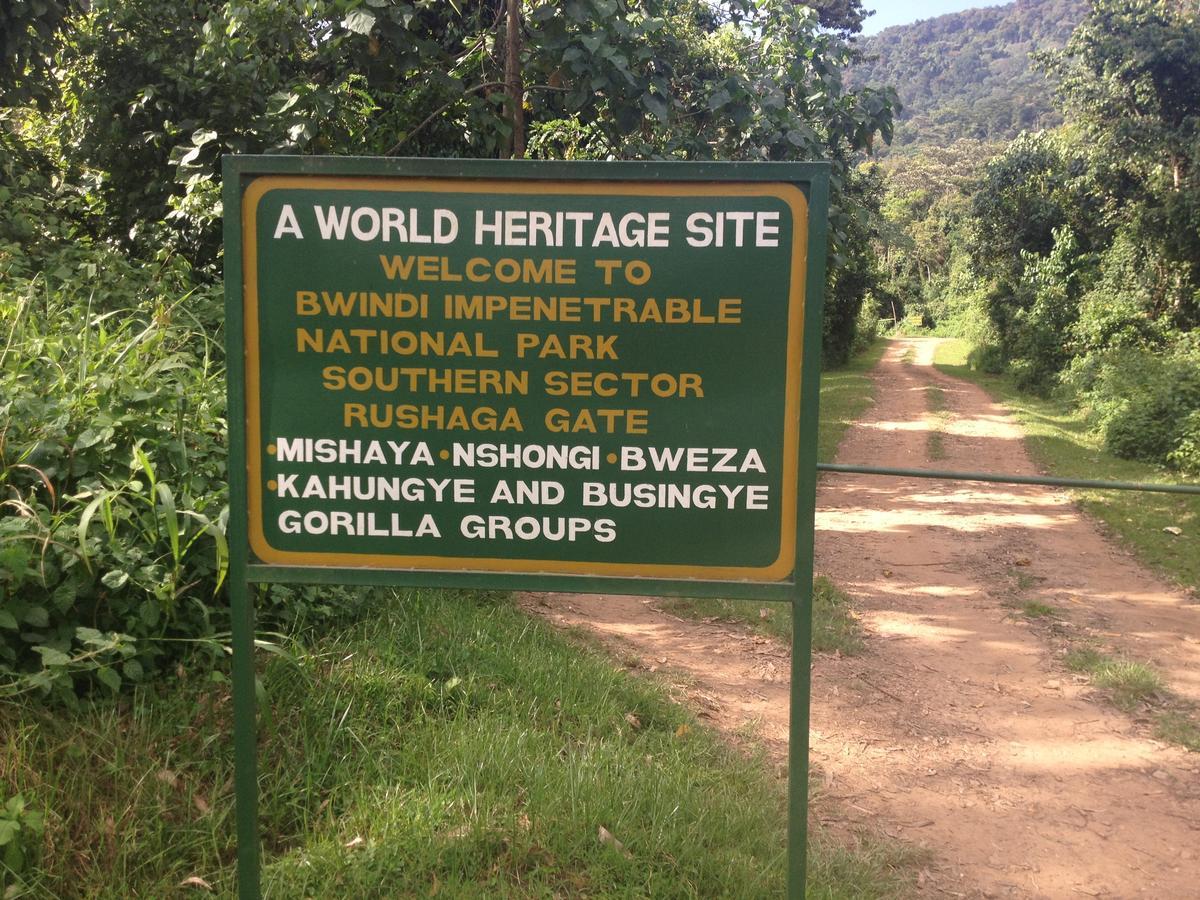 A WORLD HERITAGE SITE
WELCOME TO
BWINDI IMPENETRABLE
NATIONAL PARK
SOUTHERN SECTOR
RUSHAGA GATE
•MISHAYA •NSHONGI •BWEZA
•KAHUNGYE AND BUSINGYE
GORILLA GROUPS